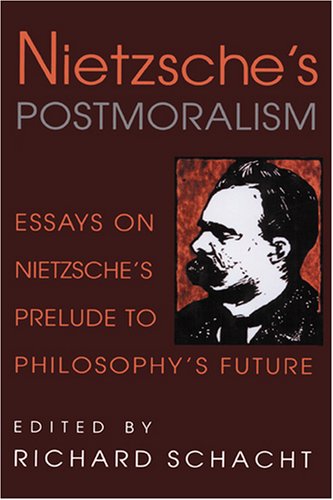 Nietzsche's
POSTMORALISM
ESSAYS ON
NIETZSCHE'S
PRELUDE TO
PHILOSOPHY'S FUTURE
EDITED BY
RICHARD SCHACHT